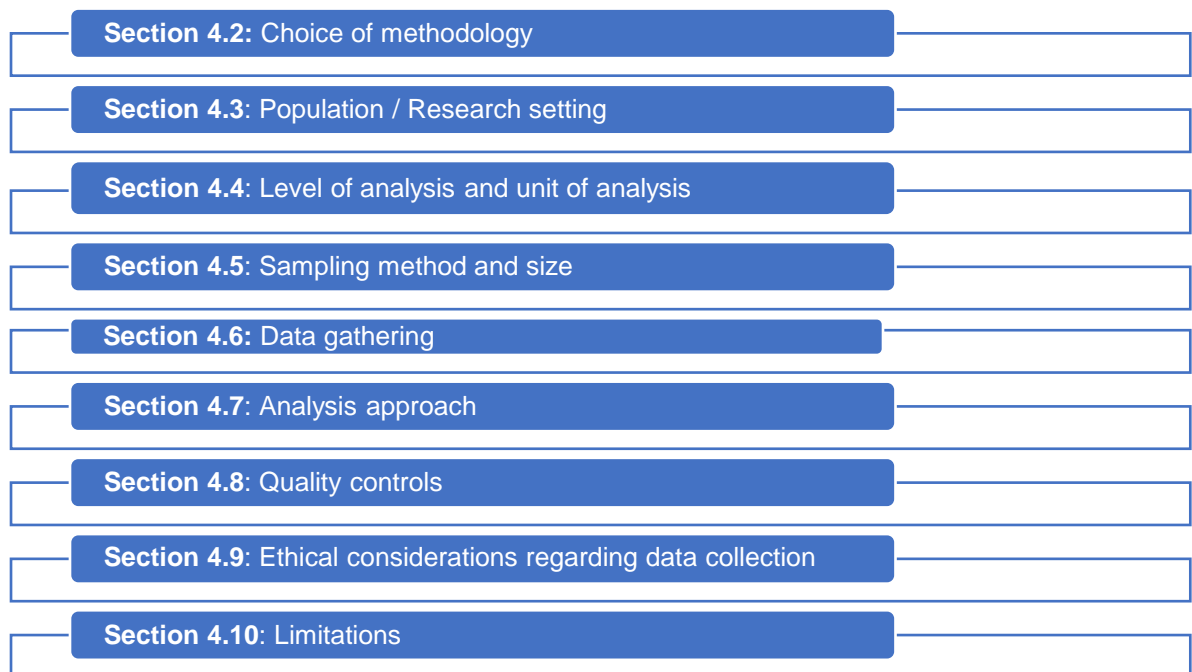 Section 4.2: Choice of methodology
Section 4.3: Population / Research setting
Section 4.4: Level of analysis and unit of analysis
Section 4.5: Sampling method and size
Section 4.6: Data gathering
Section 4.7: Analysis approach
Section 4.8: Quality controls
Section 4.9: Ethical considerations regarding data collection
Section 4.10: Limitations